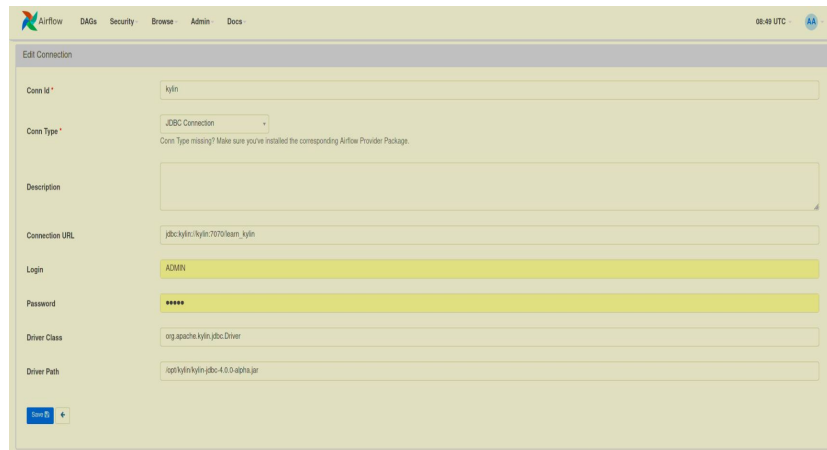 Airflow DAGs Security Browse Admin Docs 08:49 UTC AA
Edit Connection
Conn Id * kylin
Conn Type * JDBC Connection
Conn Type missing? Make sure you've installed the corresponding Airflow Provider Package.
Description
Connection URL jdbc:kylin://kylin:7070/learn_kylin
Login ADMIN
Password •••••
Driver Class org.apache.kylin.jdbc.Driver
Driver Path /opt/kylin/kylin-jdbc-4.0.0-alpha.jar
Save